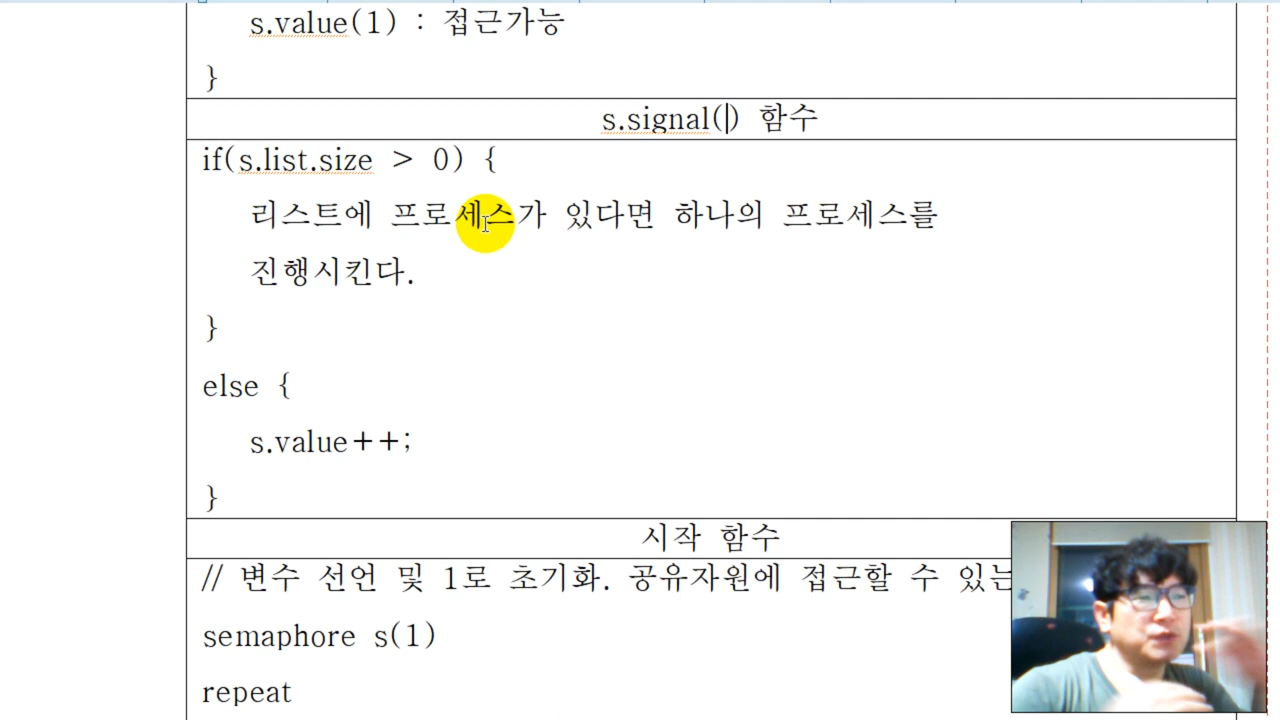 s.value(1) : 접근가능
}
s.signal() 함수
if(s.list.size > 0) {
리스트에 프로세스가 있다면 하나의 프로세스를
진행시킨다.
}
else {
s.value++;
}
시작 함수
// 변수 선언 및 1로 초기화. 공유자원에 접근할 수 있는
semaphore s(1)
repeat